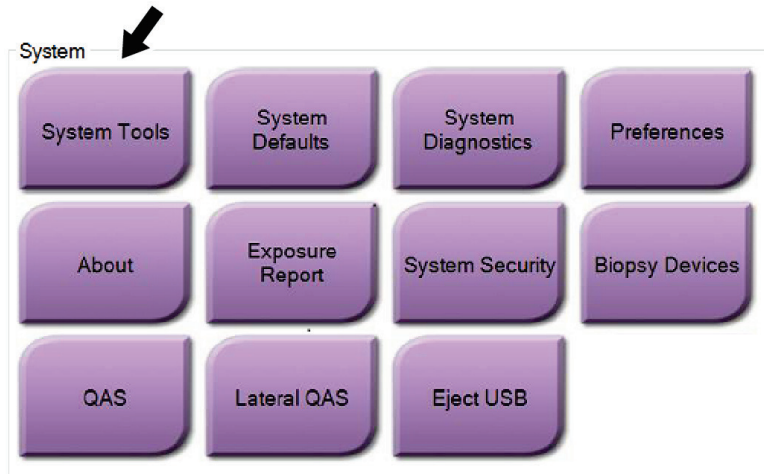 System
System Tools
System
Defaults
System
Diagnostics
Preferences
About
Exposure
Report
System Security
Biopsy Devices
QAS
Lateral QAS
Eject USB